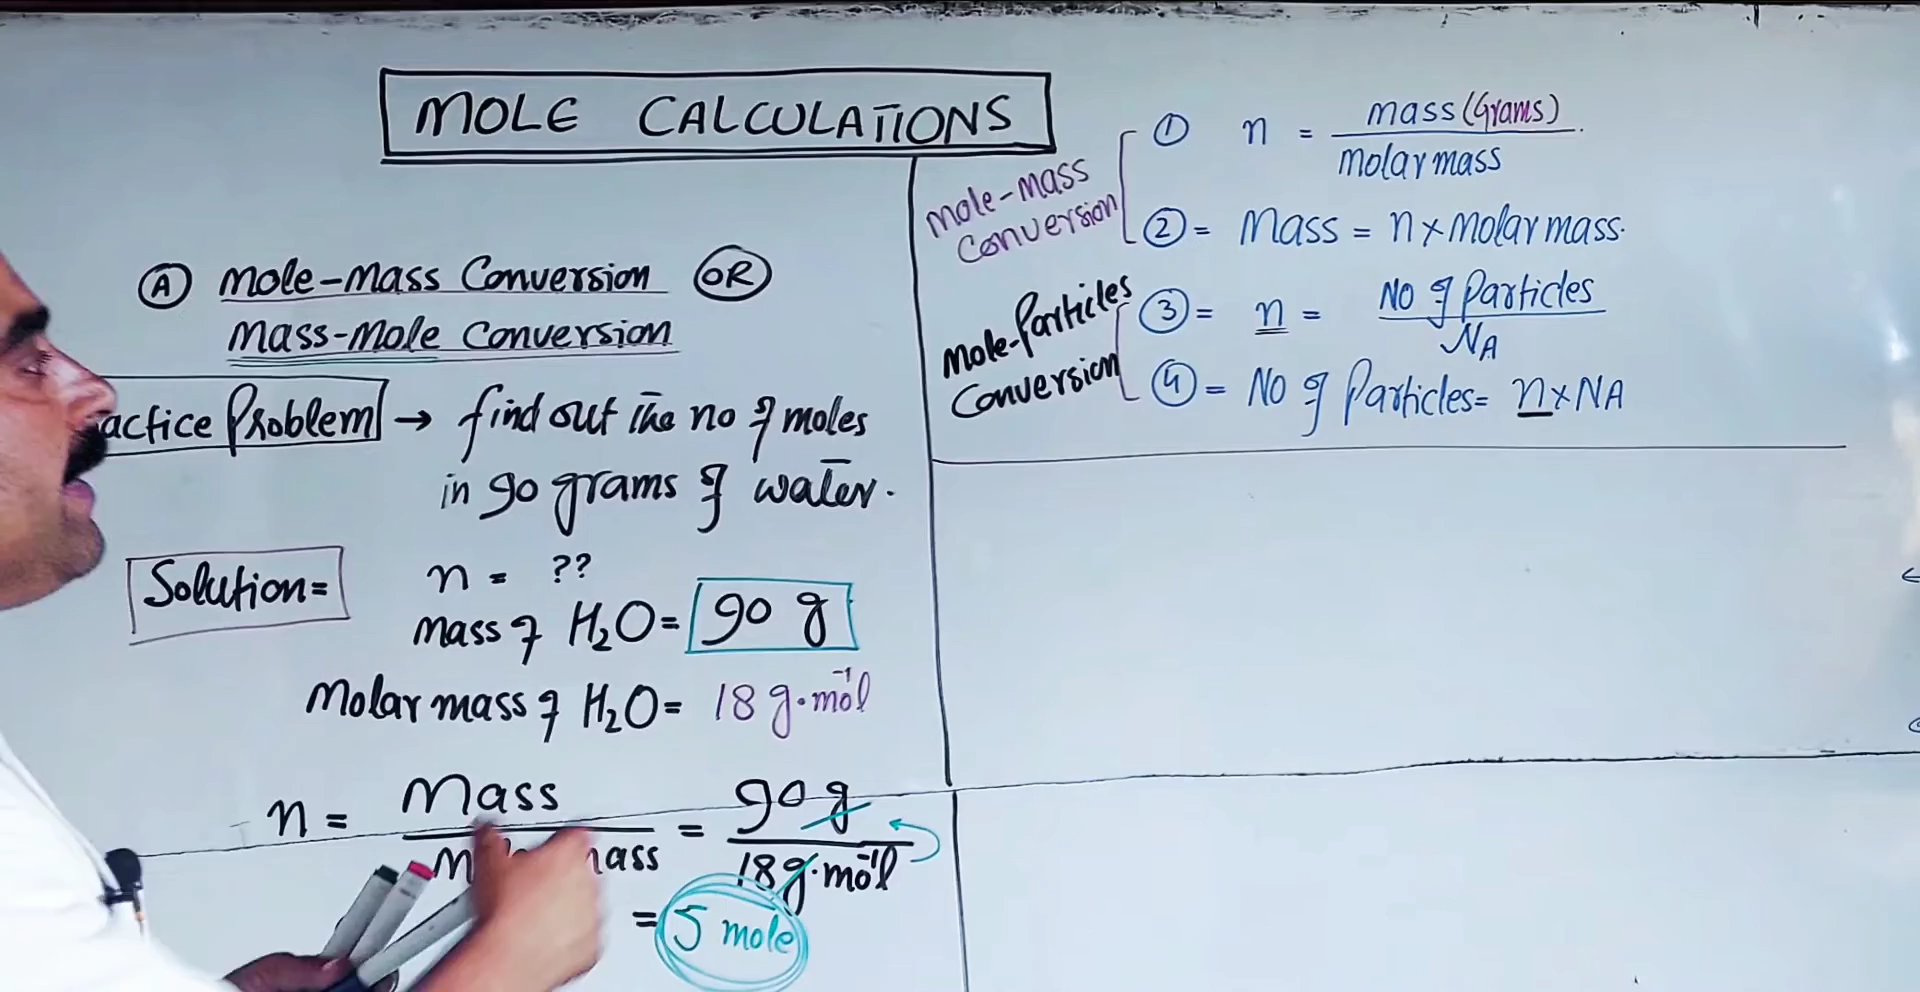 MOLE CALCULATIONS
(A) Mole-Mass Conversion (OR)
Mass-Mole Conversion
actice Problem → find out the no of moles
in 90 grams of water.
Solution= n = ??
mass of H₂O= 90 g
Molar mass of H₂O= 18 g·mol⁻¹
n = Mass = 90 g
ass 18 g·mol⁻¹
= 5 mole
Mole-Mass Conversion
① n = mass (Grams) / molar mass
② = Mass = n × molar mass.
Mole-Particles Conversion
③ = n = No of Particles / NA
④ = No of Particles= n × NA